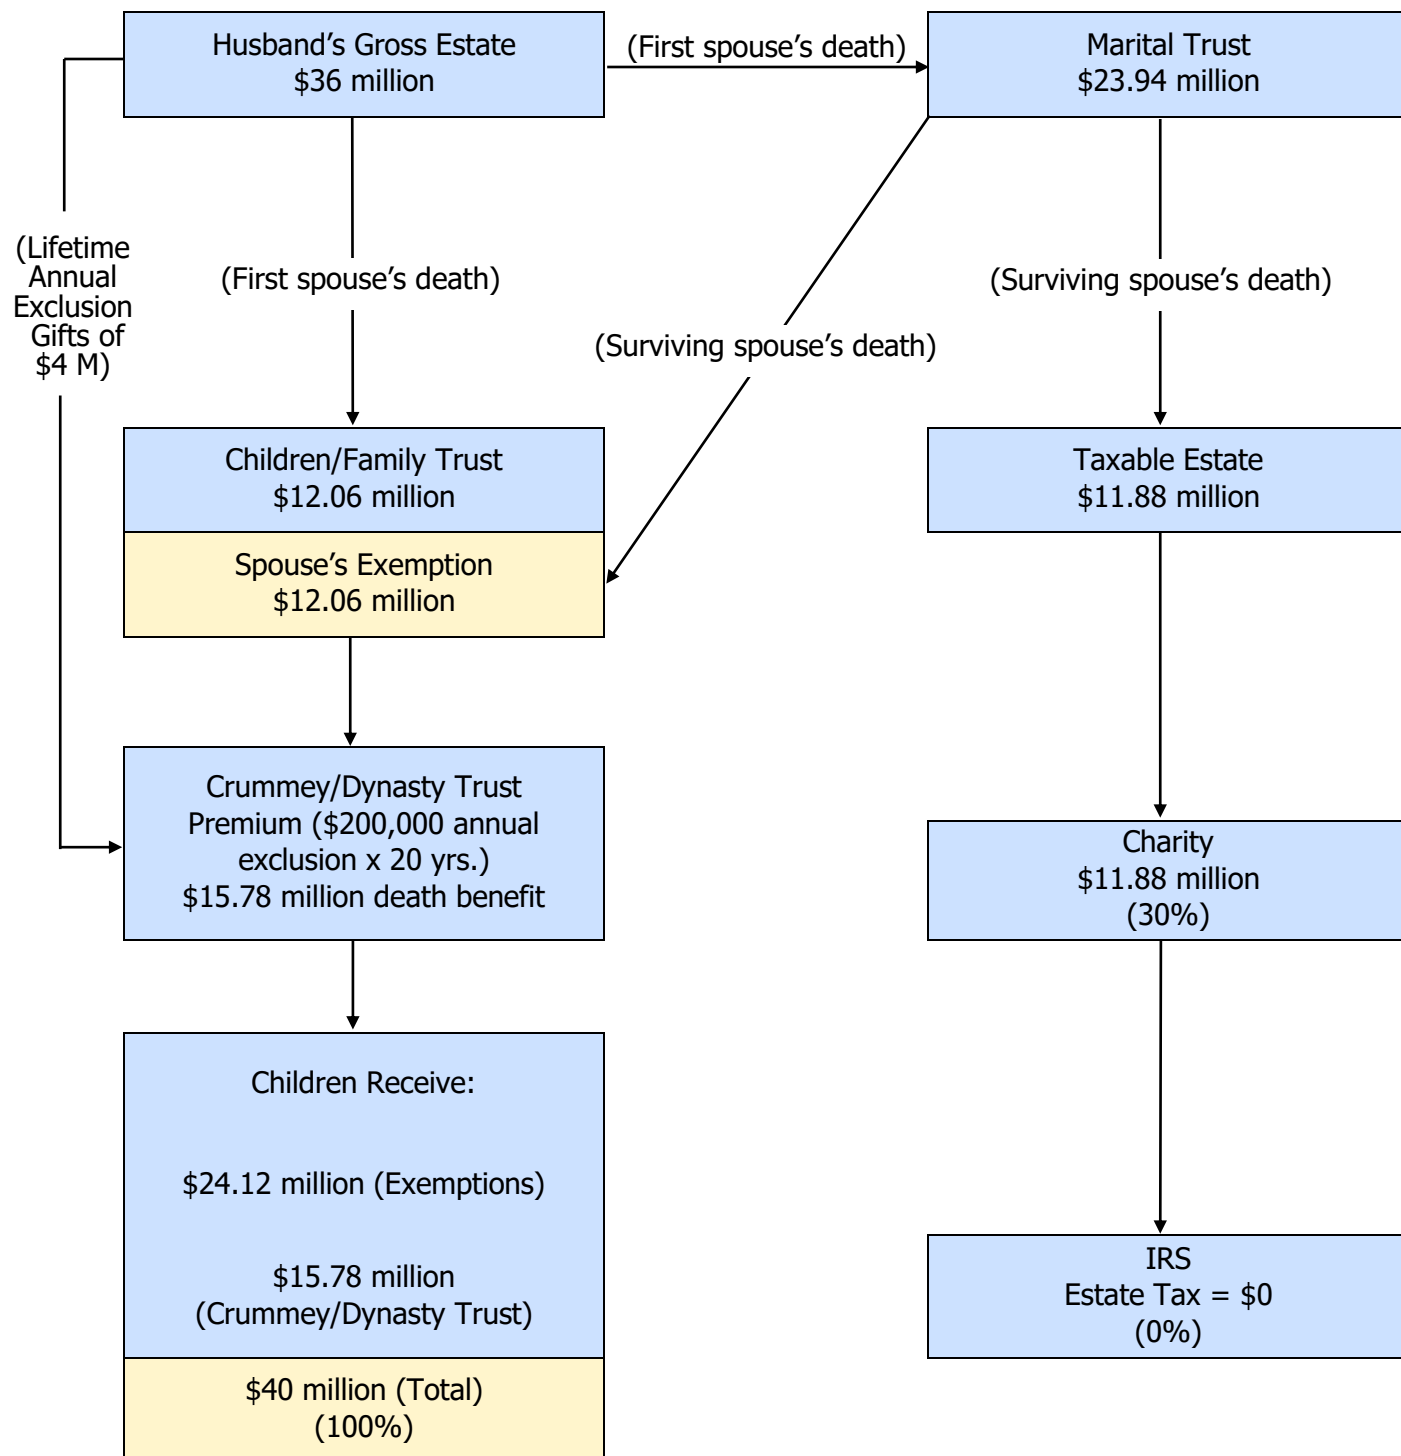 Husband’s Gross Estate
$36 million
(First spouse’s death)
Marital Trust
$23.94 million
(Lifetime
Annual
Exclusion
Gifts of
$4 M)
(First spouse’s death)
(Surviving spouse’s death)
(Surviving spouse’s death)
Children/Family Trust
$12.06 million
Spouse’s Exemption
$12.06 million
Taxable Estate
$11.88 million
Crummey/Dynasty Trust
Premium ($200,000 annual
exclusion x 20 yrs.)
$15.78 million death benefit
Charity
$11.88 million
(30%)
Children Receive:
$24.12 million (Exemptions)
$15.78 million
(Crummey/Dynasty Trust)
$40 million (Total)
(100%)
IRS
Estate Tax = $0
(0%)